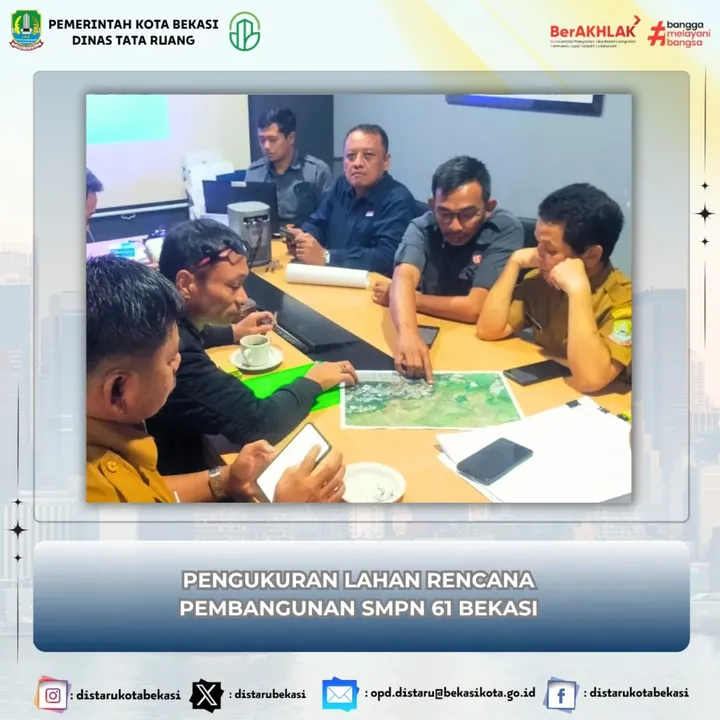 PEMERINTAH KOTA BEKASI
DINAS TATA RUANG
BerAKHLAK
#bangga
melayani
bangsa
PENGUKURAN LAHAN RENCANA
PEMBANGUNAN SMPN 61 BEKASI
: distarukotabekasi
: distarubekasi
: opd.distaru@bekasikota.go.id
: distarukotabekasi